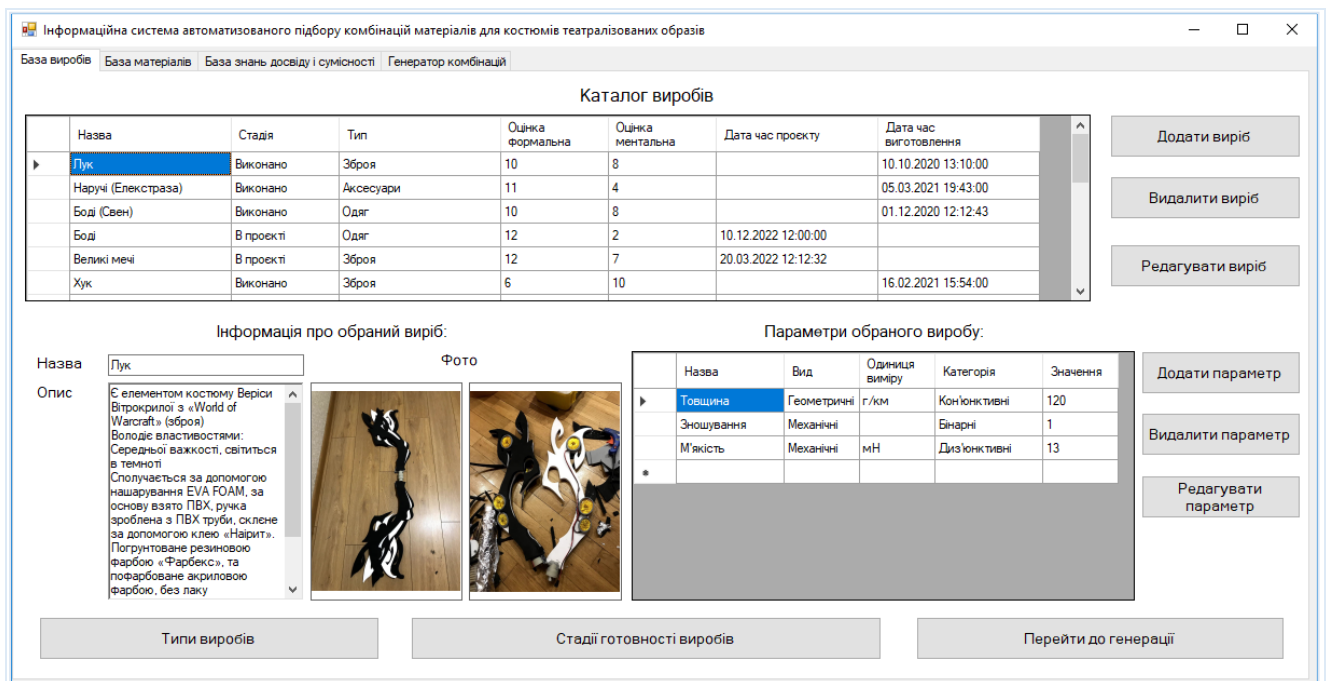 Інформаційна система автоматизованого підбору комбінацій матеріалів для костюмів театралізованих образів
База виробів База матеріалів База знань досвіду і сумісності Генератор комбінацій
Каталог виробів
Назва Стадія Тип Оцінка формальна Оцінка ментальна Дата час проєкту Дата час виготовлення
Лук Виконано Зброя 10 8 10.10.2020 13:10:00
Наручі (Електраза) Виконано Аксесуари 11 4 05.03.2021 19:43:00
Боді (Свен) Виконано Одяг 10 8 01.12.2020 12:12:43
Боді В проєкті Одяг 12 2 10.12.2022 12:00:00
Великі мечі В проєкті Зброя 12 7 20.03.2022 12:12:32
Хук Виконано Зброя 6 10 16.02.2021 15:54:00
Додати виріб
Видалити виріб
Редагувати виріб
Інформація про обраний виріб:
Назва Лук
Фото
Опис
Є елементом костюму Веріси
Вітрокрилої з «World of
Warcraft» (зброя)
Володіє властивостями:
Середньої важкості, світиться
в темноті
Сполучається за допомогою
нашарування EVA FOAM, за
основу взято ПВХ, ручка
зроблена з ПВХ труби, склєне
за допомогою клею «Наірит».
Погрунтоване резиновою
фарбою «Фарбекс», та
пофарбоване акриловою
фарбою, без лаку
Параметри обраного виробу:
Назва Вид Одиниця виміру Категорія Значення
Товщина Геометричні г/км Кон'юнктивні 120
Зношування Механічні Бінарні 1
М'якість Механічні мН Диз'юнктивні 13
Додати параметр
Видалити параметр
Редагувати
параметр
Типи виробів
Стадії готовності виробів
Перейти до генерації